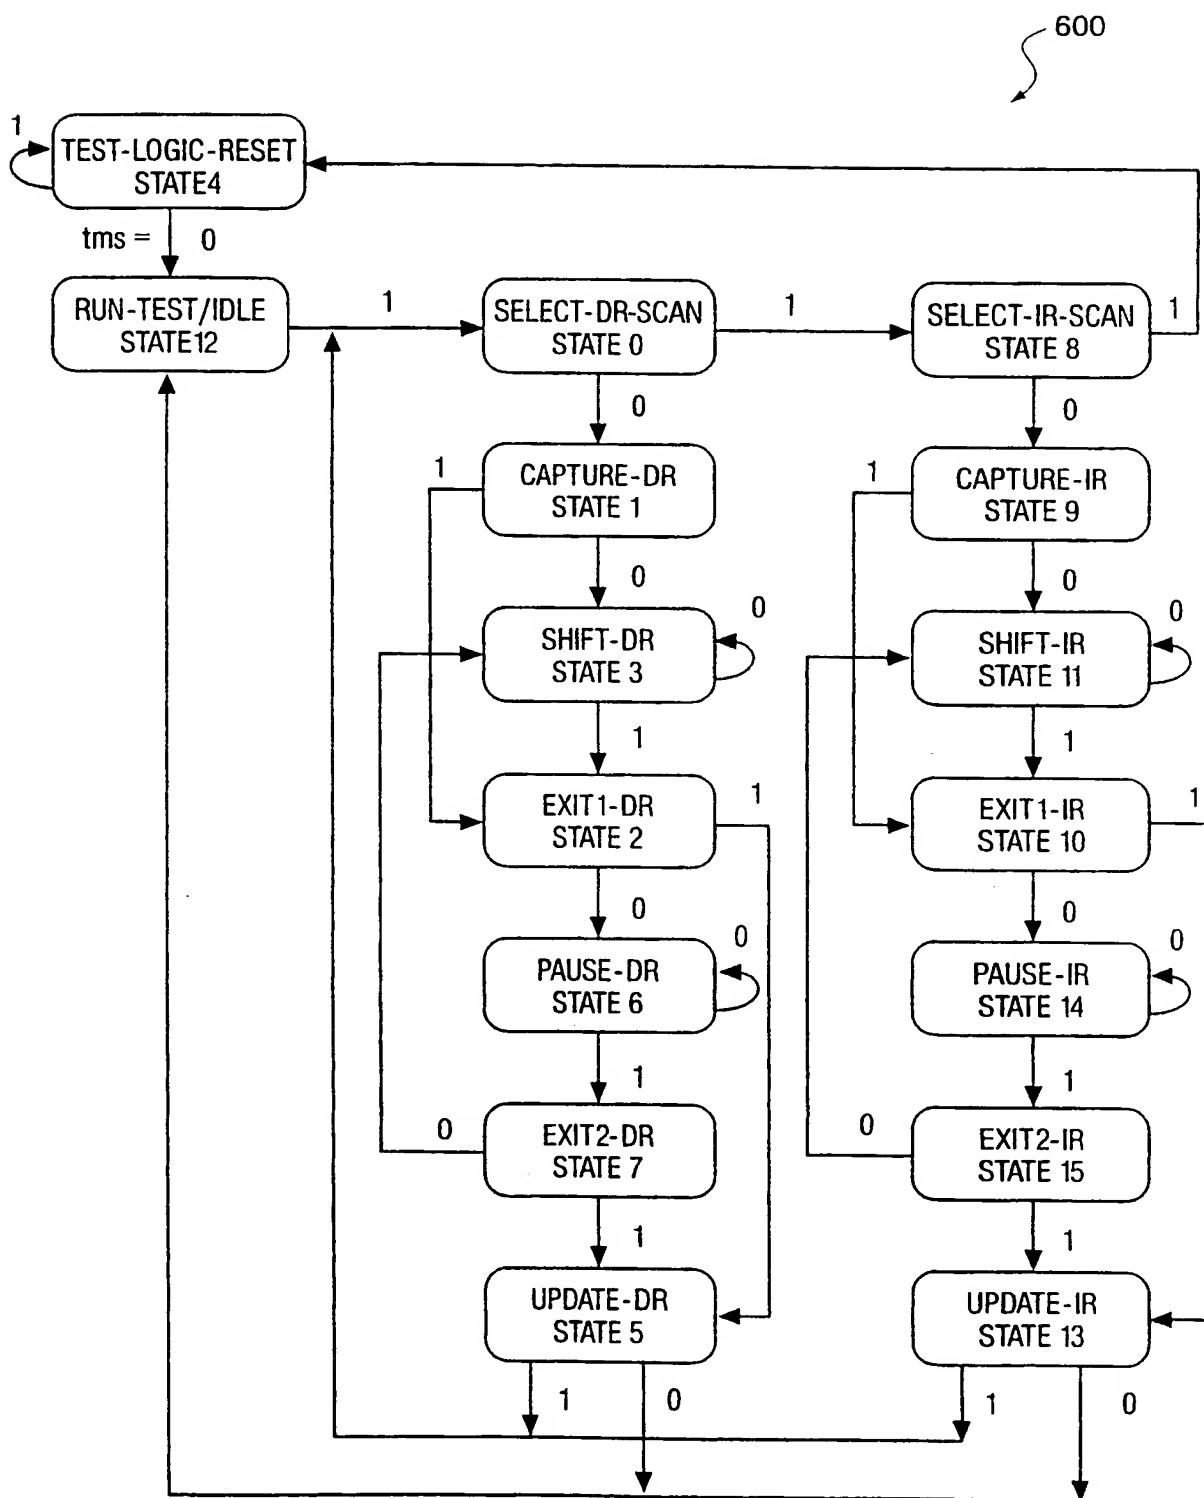 600
1
TEST-LOGIC-RESET
STATE4
tms = 0
RUN-TEST/IDLE
STATE12
1
SELECT-DR-SCAN
STATE 0
1
SELECT-IR-SCAN
STATE 8
1
0
0
1
CAPTURE-DR
STATE 1
1
CAPTURE-IR
STATE 9
0
0
SHIFT-DR
STATE 3
0
SHIFT-IR
STATE 11
0
1
1
EXIT1-DR
STATE 2
1
EXIT1-IR
STATE 10
1
0
0
PAUSE-DR
STATE 6
0
PAUSE-IR
STATE 14
0
1
1
0
EXIT2-DR
STATE 7
0
EXIT2-IR
STATE 15
1
1
UPDATE-DR
STATE 5
UPDATE-IR
STATE 13
1
0
1
0